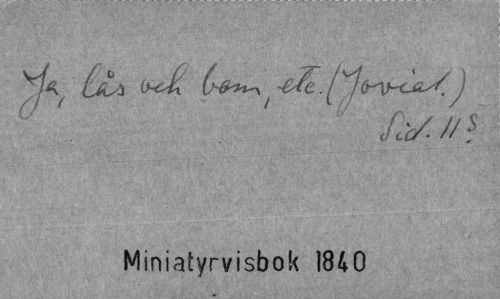 Ja, lås och bom, etc. (Jovial.)
Sid. 11 s.
Miniatyrvisbok 1840